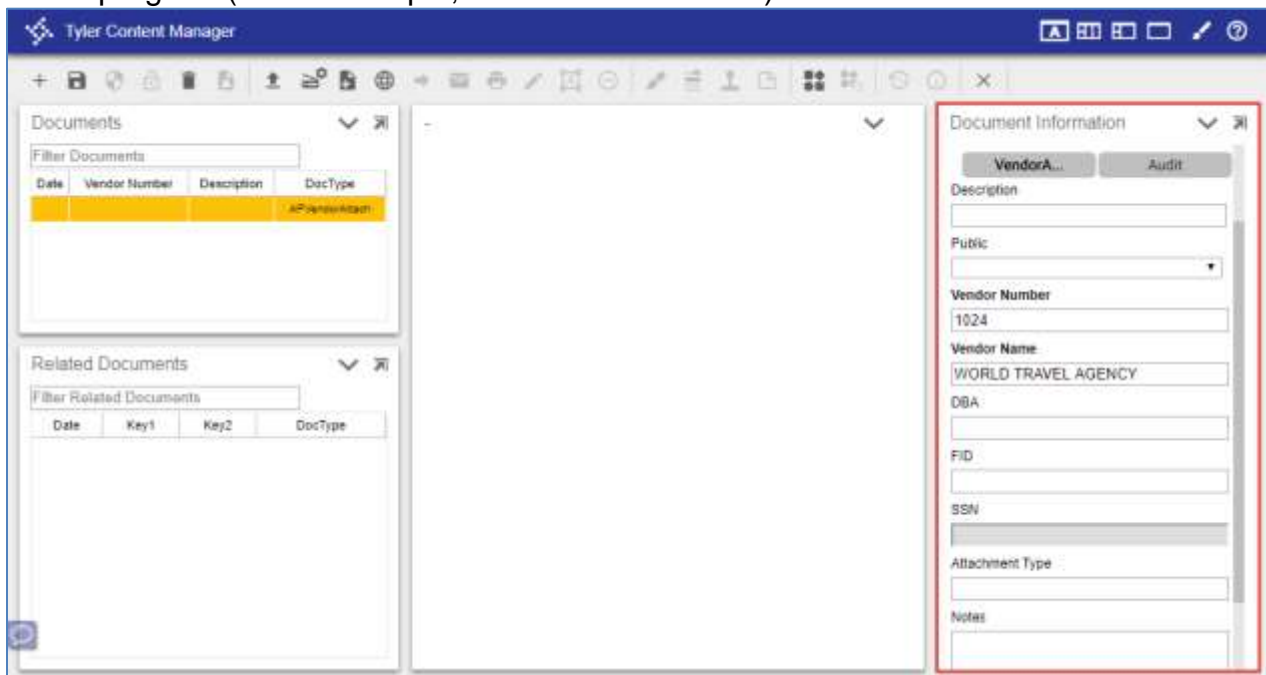 Tyler Content Manager
Documents
Filter Documents
Date Vendor Number Description DocType
APVendorAttach
Related Documents
Filter Related Documents
Date Key1 Key2 DocType
-
Document Information
VendorA... Audit
Description
Public
Vendor Number
1024
Vendor Name
WORLD TRAVEL AGENCY
DBA
FID
SSN
Attachment Type
Notes